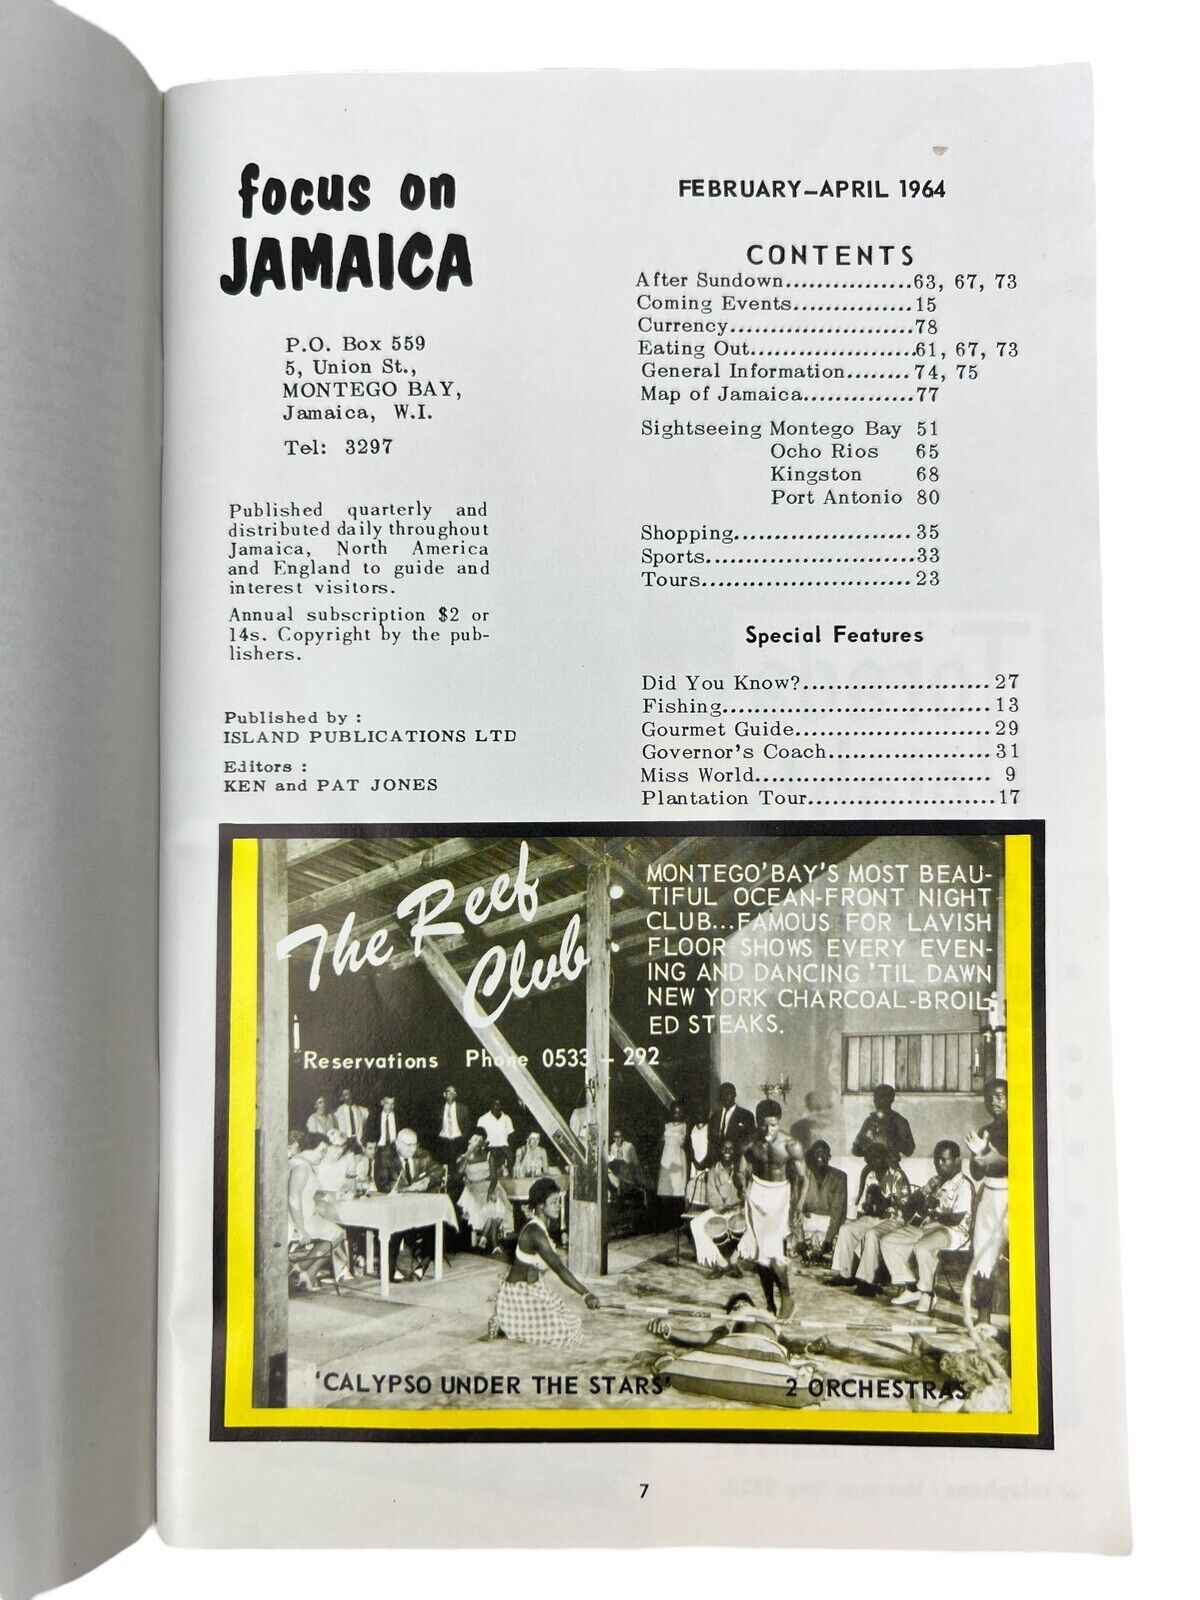 focus on
JAMAICA
P.O. Box 559
5, Union St.,
MONTEGO BAY,
Jamaica, W.I.
Tel: 3297
Published quarterly and
distributed daily throughout
Jamaica, North America
and England to guide and
interest visitors.
Annual subscription $2 or
14s. Copyright by the pub-
lishers.
Published by :
ISLAND PUBLICATIONS LTD
Editors :
KEN and PAT JONES
FEBRUARY–APRIL 1964
CONTENTS
After Sundown................63, 67, 73
Coming Events...............15
Currency.......................78
Eating Out.....................61, 67, 73
General Information........74, 75
Map of Jamaica..............77
Sightseeing Montego Bay 51
Ocho Rios 65
Kingston 68
Port Antonio 80
Shopping......................35
Sports..........................33
Tours..........................23
Special Features
Did You Know?.......................27
Fishing.................................13
Gourmet Guide........................29
Governor's Coach....................31
Miss World............................. 9
Plantation Tour.......................17
The Reef
Club
MONTEGO'BAY'S MOST BEAU-
TIFUL OCEAN-FRONT NIGHT
CLUB...FAMOUS FOR LAVISH
FLOOR SHOWS EVERY EVEN-
ING AND DANCING 'TIL DAWN
NEW YORK CHARCOAL-BROIL-
ED STEAKS.
Reservations Phone 0533 - 292
'CALYPSO UNDER THE STARS' 2 ORCHESTRAS
7